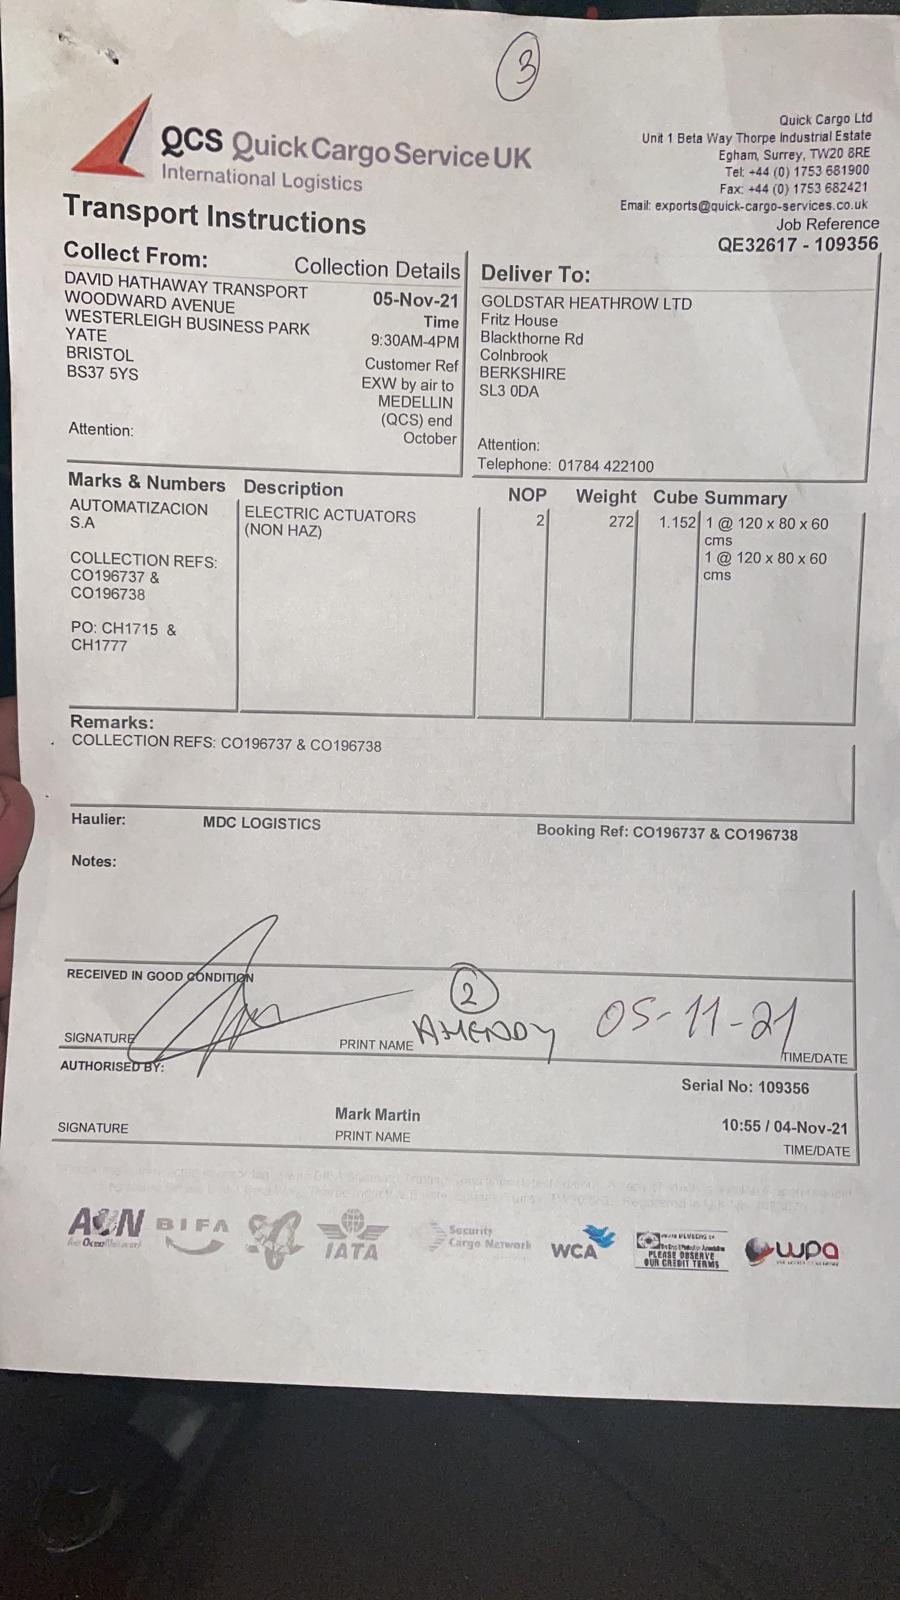 3
QCS Quick Cargo Service UK
International Logistics
Transport Instructions
Quick Cargo Ltd
Unit 1 Beta Way Thorpe Industrial Estate
Egham, Surrey, TW20 8RE
Tel: +44 (0) 1753 681900
Fax: +44 (0) 1753 682421
Email: exports@quick-cargo-services.co.uk
Job Reference
QE32617 - 109356
Collect From:
DAVID HATHAWAY TRANSPORT
WOODWARD AVENUE
WESTERLEIGH BUSINESS PARK
YATE
BRISTOL
BS37 5YS
Attention:
Collection Details
05-Nov-21
Time
9:30AM-4PM
Customer Ref
EXW by air to
MEDELLIN
(QCS) end
October
Deliver To:
GOLDSTAR HEATHROW LTD
Fritz House
Blackthorne Rd
Colnbrook
BERKSHIRE
SL3 0DA
Attention:
Telephone: 01784 422100
Marks & Numbers Description NOP Weight Cube Summary
AUTOMATIZACION
S.A
COLLECTION REFS:
CO196737 &
CO196738
PO: CH1715 &
CH1777
ELECTRIC ACTUATORS
(NON HAZ)
2
272
1.152
1 @ 120 x 80 x 60
cms
1 @ 120 x 80 x 60
cms
Remarks:
COLLECTION REFS: CO196737 & CO196738
Haulier: MDC LOGISTICS Booking Ref: CO196737 & CO196738
Notes:
RECEIVED IN GOOD CONDITION
2
SIGNATURE PRINT NAME 05-11-21
TIME/DATE
AUTHORISED BY:
Serial No: 109356
Mark Martin 10:55 / 04-Nov-21
SIGNATURE PRINT NAME TIME/DATE
BIFA
IATA
Security
Cargo Network
WCA
PLEASE OBSERVE
OUR CREDIT TERMS
wpa